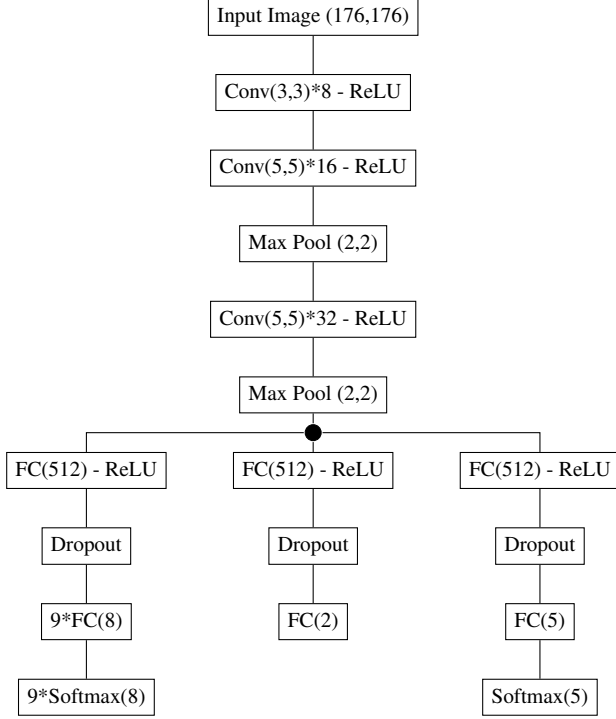 Input Image (176,176)
Conv(3,3)*8 - ReLU
Conv(5,5)*16 - ReLU
Max Pool (2,2)
Conv(5,5)*32 - ReLU
Max Pool (2,2)
FC(512) - ReLU
FC(512) - ReLU
FC(512) - ReLU
Dropout
Dropout
Dropout
9*FC(8)
FC(2)
FC(5)
9*Softmax(8)
Softmax(5)